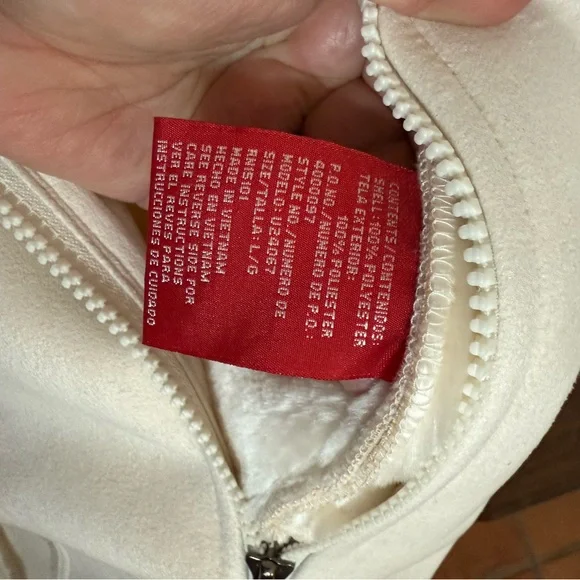 CONTENTS/CONTENIDOS:
SHELL: 100% POLYESTER
TELA EXTERIOR:
100% POLIESTER
P.O.NO/NUMERO DE P.O.:
400009
STYLE NO/NUMERO DE
MODELO VZ4067
SIZE/TALLA:L/G
RN15101
MADE IN VIETNAM
HECHO EN VIETNAM
SEE REVERSE SIDE FOR
CARE INSTRUCTIONS
VER EL REVES PARA
INSTRUCCIONES DE CUIDADO